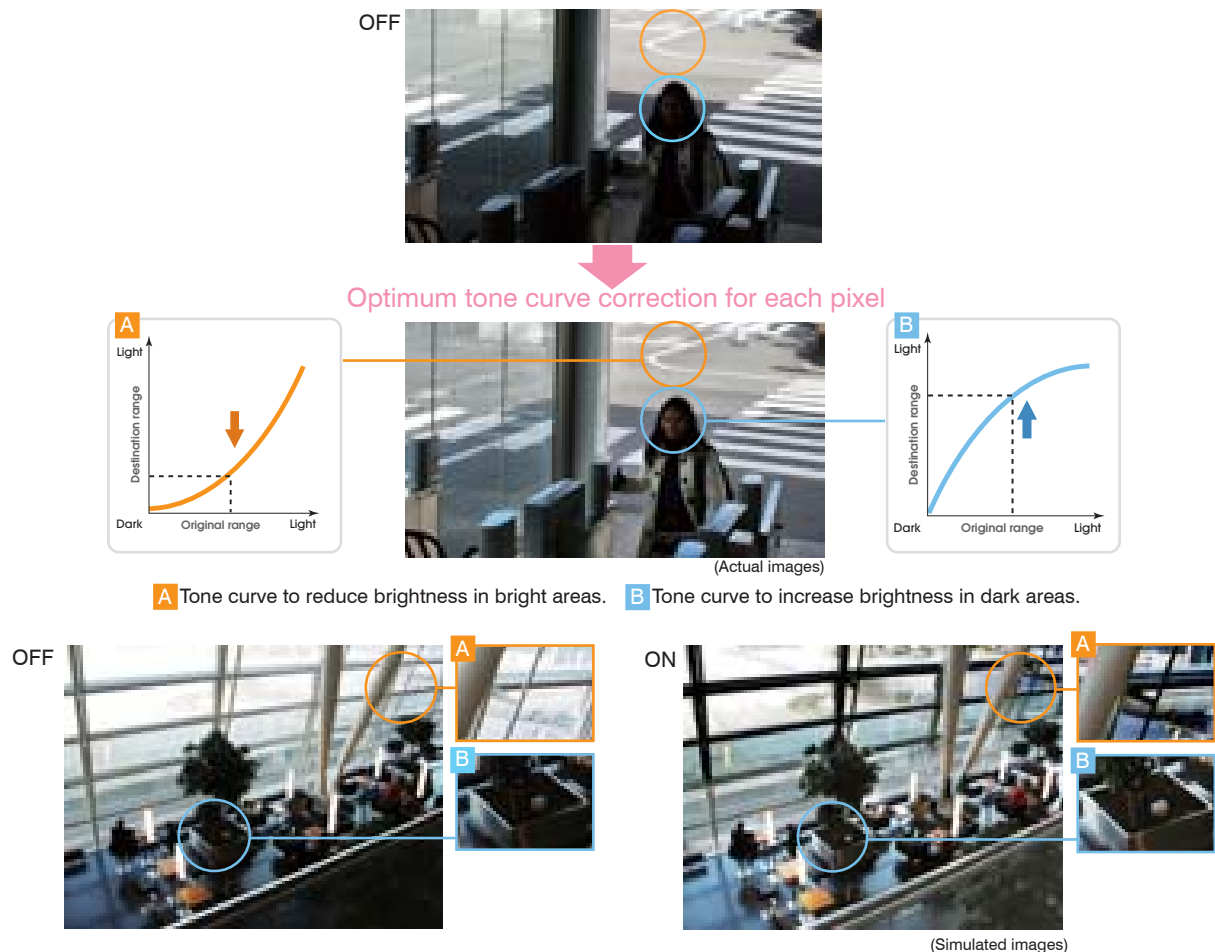 OFF
Optimum tone curve correction for each pixel
A
Light
Destination range
Dark
Original range
Light
B
Light
Destination range
Dark
Original range
Light
(Actual images)
A Tone curve to reduce brightness in bright areas. B Tone curve to increase brightness in dark areas.
OFF
A
B
ON
A
B
(Simulated images)